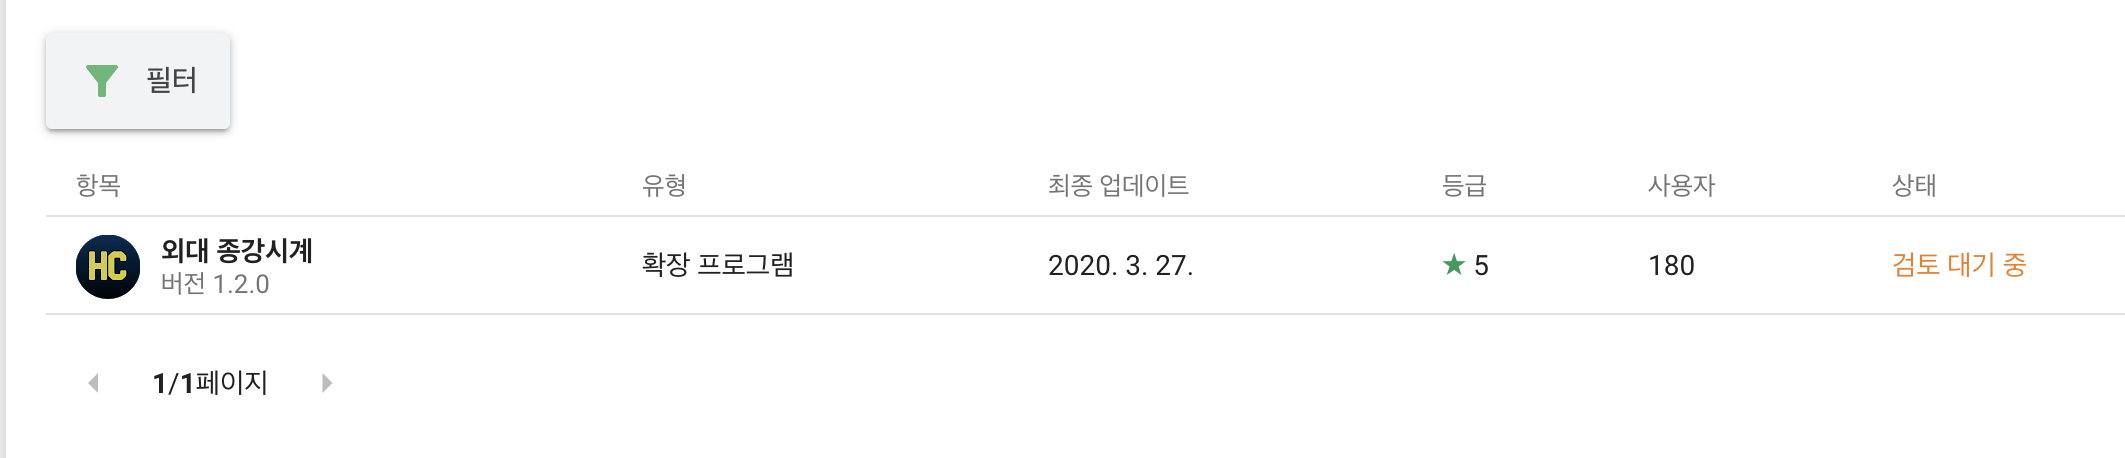 필터
항목 유형 최종 업데이트 등급 사용자 상태
HC 외대 종강시계
버전 1.2.0
확장 프로그램 2020. 3. 27. ★ 5 180 검토 대기 중
1/1페이지